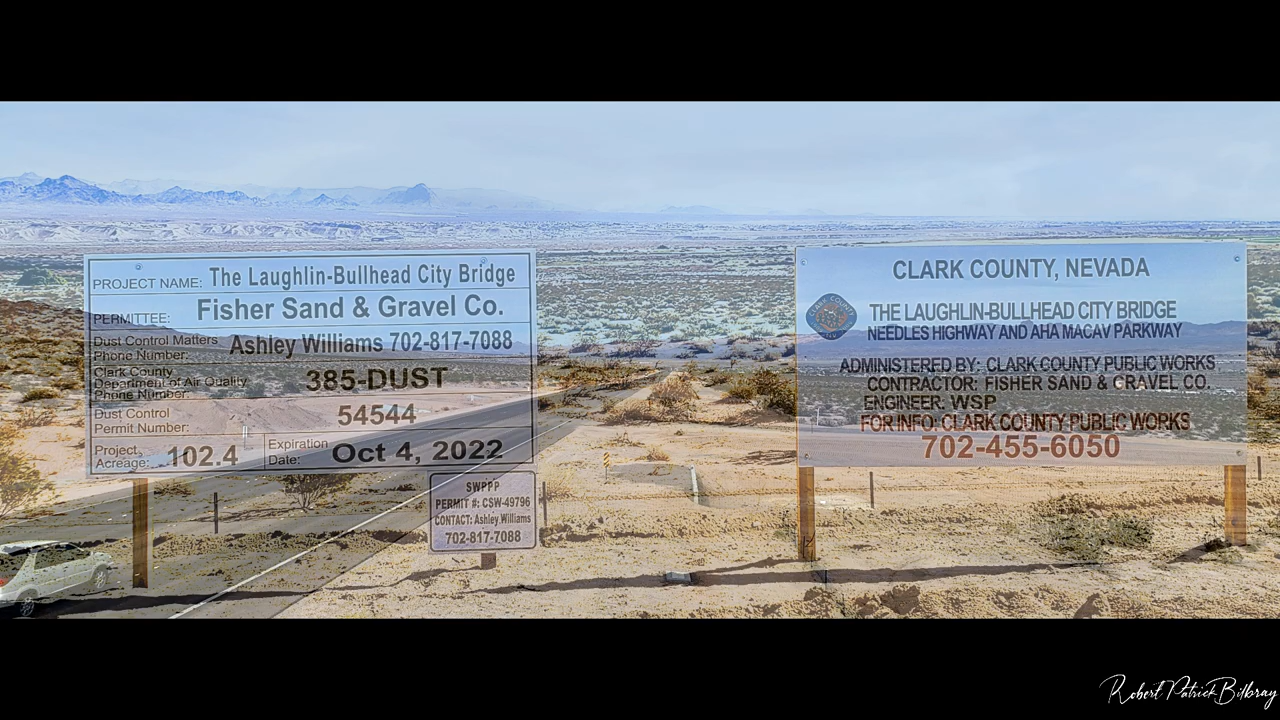 PROJECT NAME: The Laughlin-Bullhead City Bridge
PERMITTEE: Fisher Sand & Gravel Co.
Dust Control Matters
Phone Number: Ashley Williams 702-817-7088
Clark County
Department of Air Quality
Phone Number: 385-DUST
Dust Control
Permit Number: 54544
Project
Acreage: 102.4
Expiration
Date: Oct 4, 2022
SWPPP
PERMIT #: CSW-49796
CONTACT: Ashley Williams
702-817-7088
CLARK COUNTY, NEVADA
THE LAUGHLIN-BULLHEAD CITY BRIDGE
NEEDLES HIGHWAY AND AHA MACAV PARKWAY
ADMINISTERED BY: CLARK COUNTY PUBLIC WORKS
CONTRACTOR: FISHER SAND & GRAVEL CO.
ENGINEER: WSP
FOR INFO: CLARK COUNTY PUBLIC WORKS
702-455-6050
Robert Patrick Bilbray